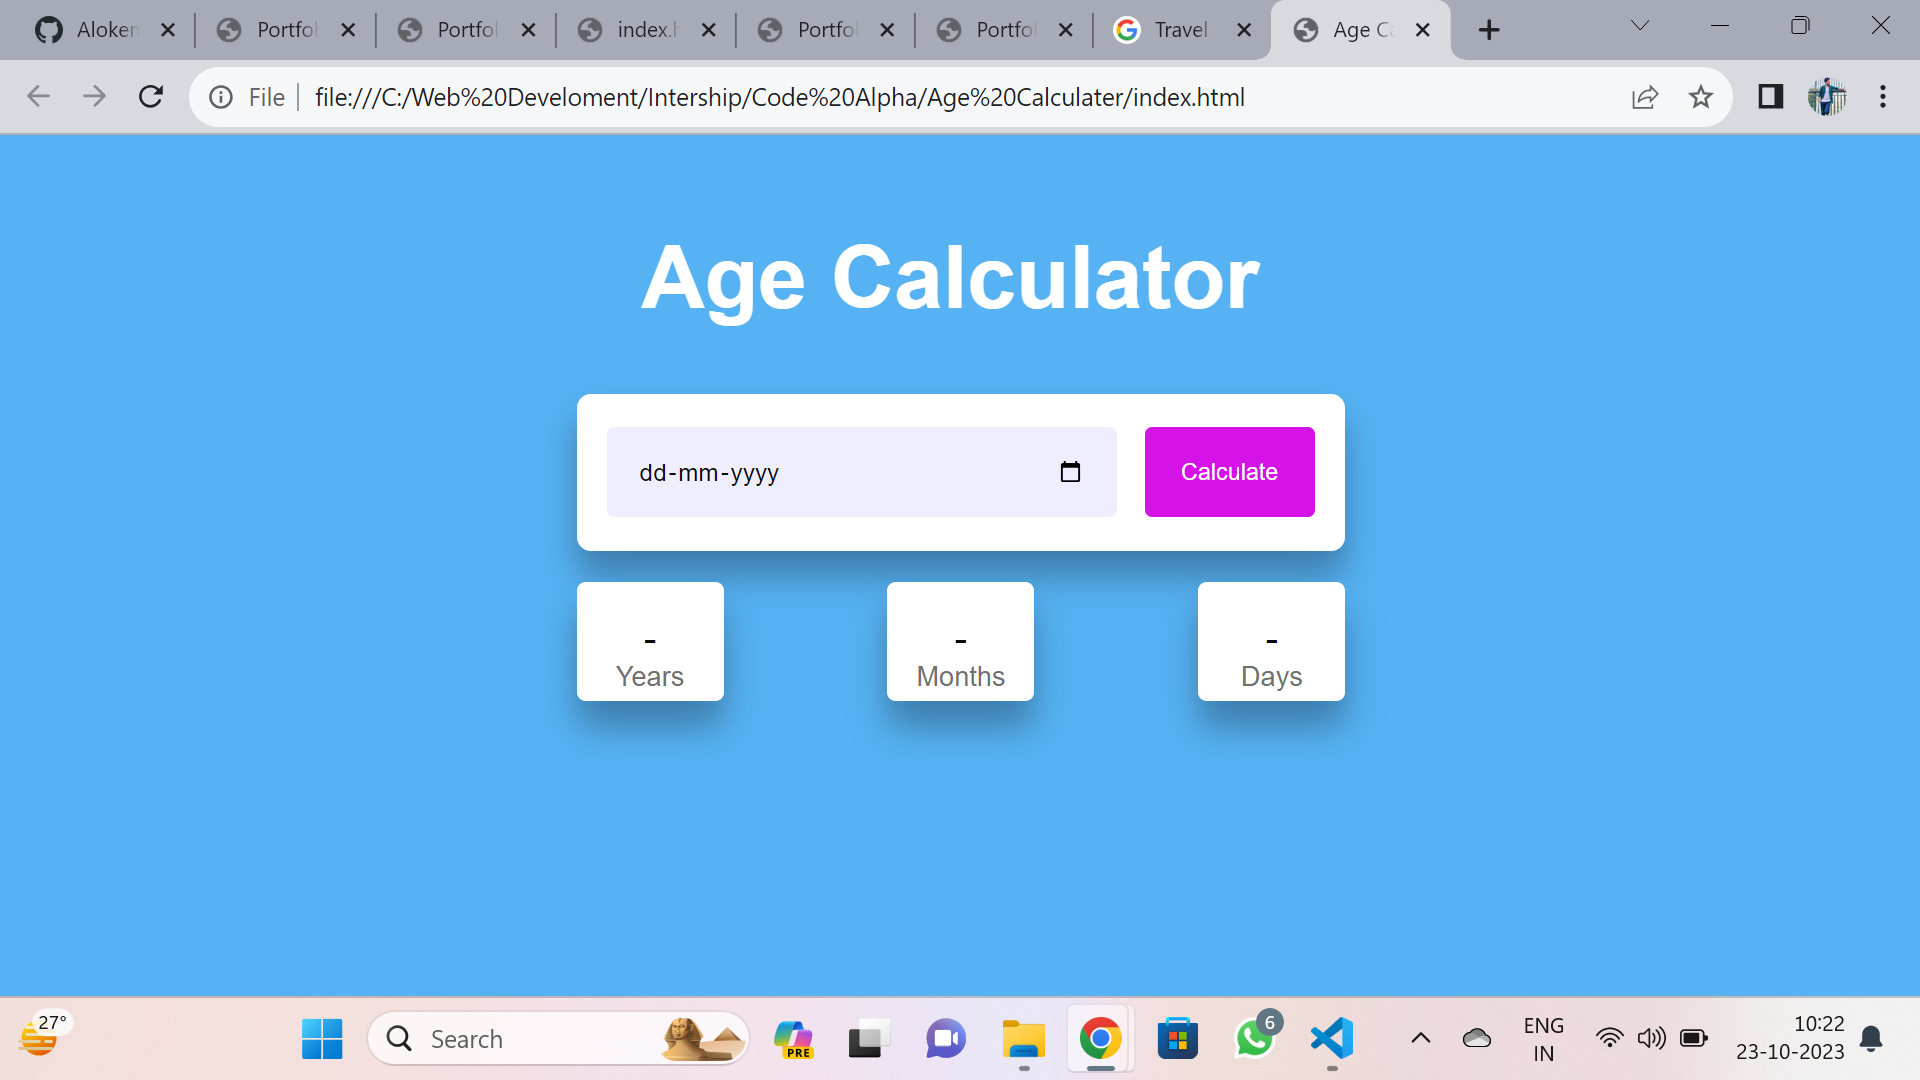 Aloken
Portfol
Portfol
index.h
Portfol
Portfol
Travel
Age Ca
File
file:///C:/Web%20Develoment/Intership/Code%20Alpha/Age%20Calculater/index.html
Age Calculator
dd-mm-yyyy
Calculate
-
-
-
Years
Months
Days
27°
Search
PRE
6
ENG
IN
10:22
23-10-2023